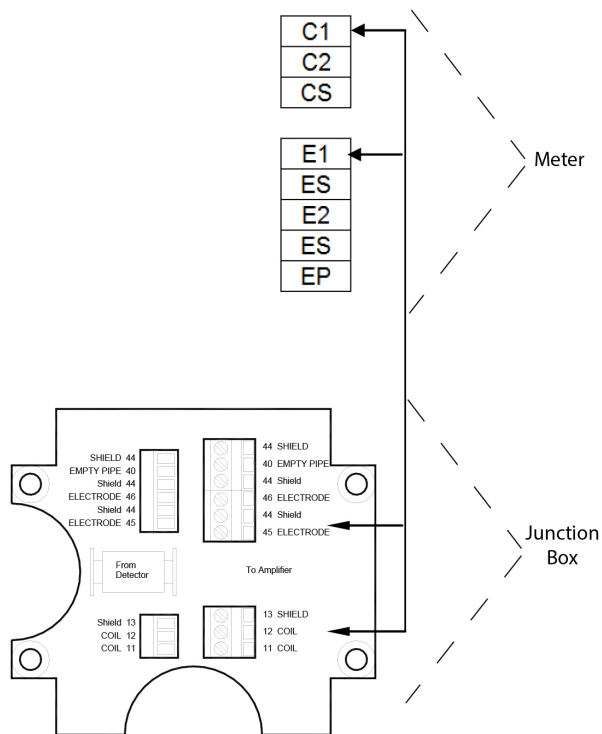 C1
C2
CS
E1
ES
E2
ES
EP
Meter
SHIELD 44
EMPTY PIPE 40
Shield 44
ELECTRODE 46
Shield 44
ELECTRODE 45
44 SHIELD
40 EMPTY PIPE
44 Shield
46 ELECTRODE
44 Shield
45 ELECTRODE
Junction
Box
From
Detector
To Amplifier
Shield 13
COIL 12
COIL 11
13 SHIELD
12 COIL
11 COIL